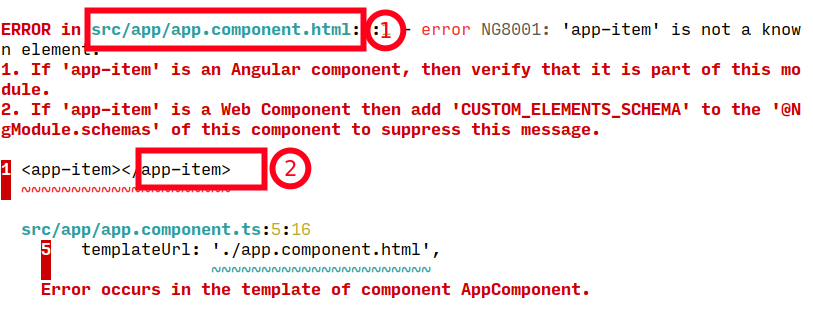 ERROR in src/app/app.component.html: 1 - error NG8001: 'app-item' is not a know
n element:
1. If 'app-item' is an Angular component, then verify that it is part of this mo
dule.
2. If 'app-item' is a Web Component then add 'CUSTOM_ELEMENTS_SCHEMA' to the '@N
gModule.schemas' of this component to suppress this message.
1 <app-item></app-item> 2
~~~~~~~~~~~~~~~~~~~~~
src/app/app.component.ts:5:16
5 templateUrl: './app.component.html',
~~~~~~~~~~~~~~~~~~~~~~
Error occurs in the template of component AppComponent.